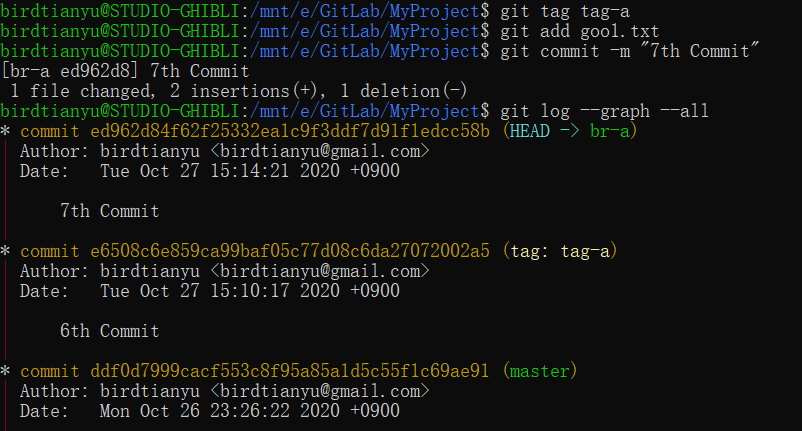 birdtianyu@STUDIO-GHIBLI:/mnt/e/GitLab/MyProject$ git tag tag-a
birdtianyu@STUDIO-GHIBLI:/mnt/e/GitLab/MyProject$ git add gool.txt
birdtianyu@STUDIO-GHIBLI:/mnt/e/GitLab/MyProject$ git commit -m "7th Commit"
[br-a ed962d8] 7th Commit
 1 file changed, 2 insertions(+), 1 deletion(-)
birdtianyu@STUDIO-GHIBLI:/mnt/e/GitLab/MyProject$ git log --graph --all
* commit ed962d84f62f25332ea1c9f3ddf7d91f1edcc58b (HEAD -> br-a)
| Author: birdtianyu <birdtianyu@gmail.com>
| Date:   Tue Oct 27 15:14:21 2020 +0900
|
|     7th Commit
|
* commit e6508c6e859ca99baf05c77d08c6da27072002a5 (tag: tag-a)
| Author: birdtianyu <birdtianyu@gmail.com>
| Date:   Tue Oct 27 15:10:17 2020 +0900
|
|     6th Commit
|
* commit ddf0d7999cacf553c8f95a85a1d5c55f1c69ae91 (master)
| Author: birdtianyu <birdtianyu@gmail.com>
| Date:   Mon Oct 26 23:26:22 2020 +0900